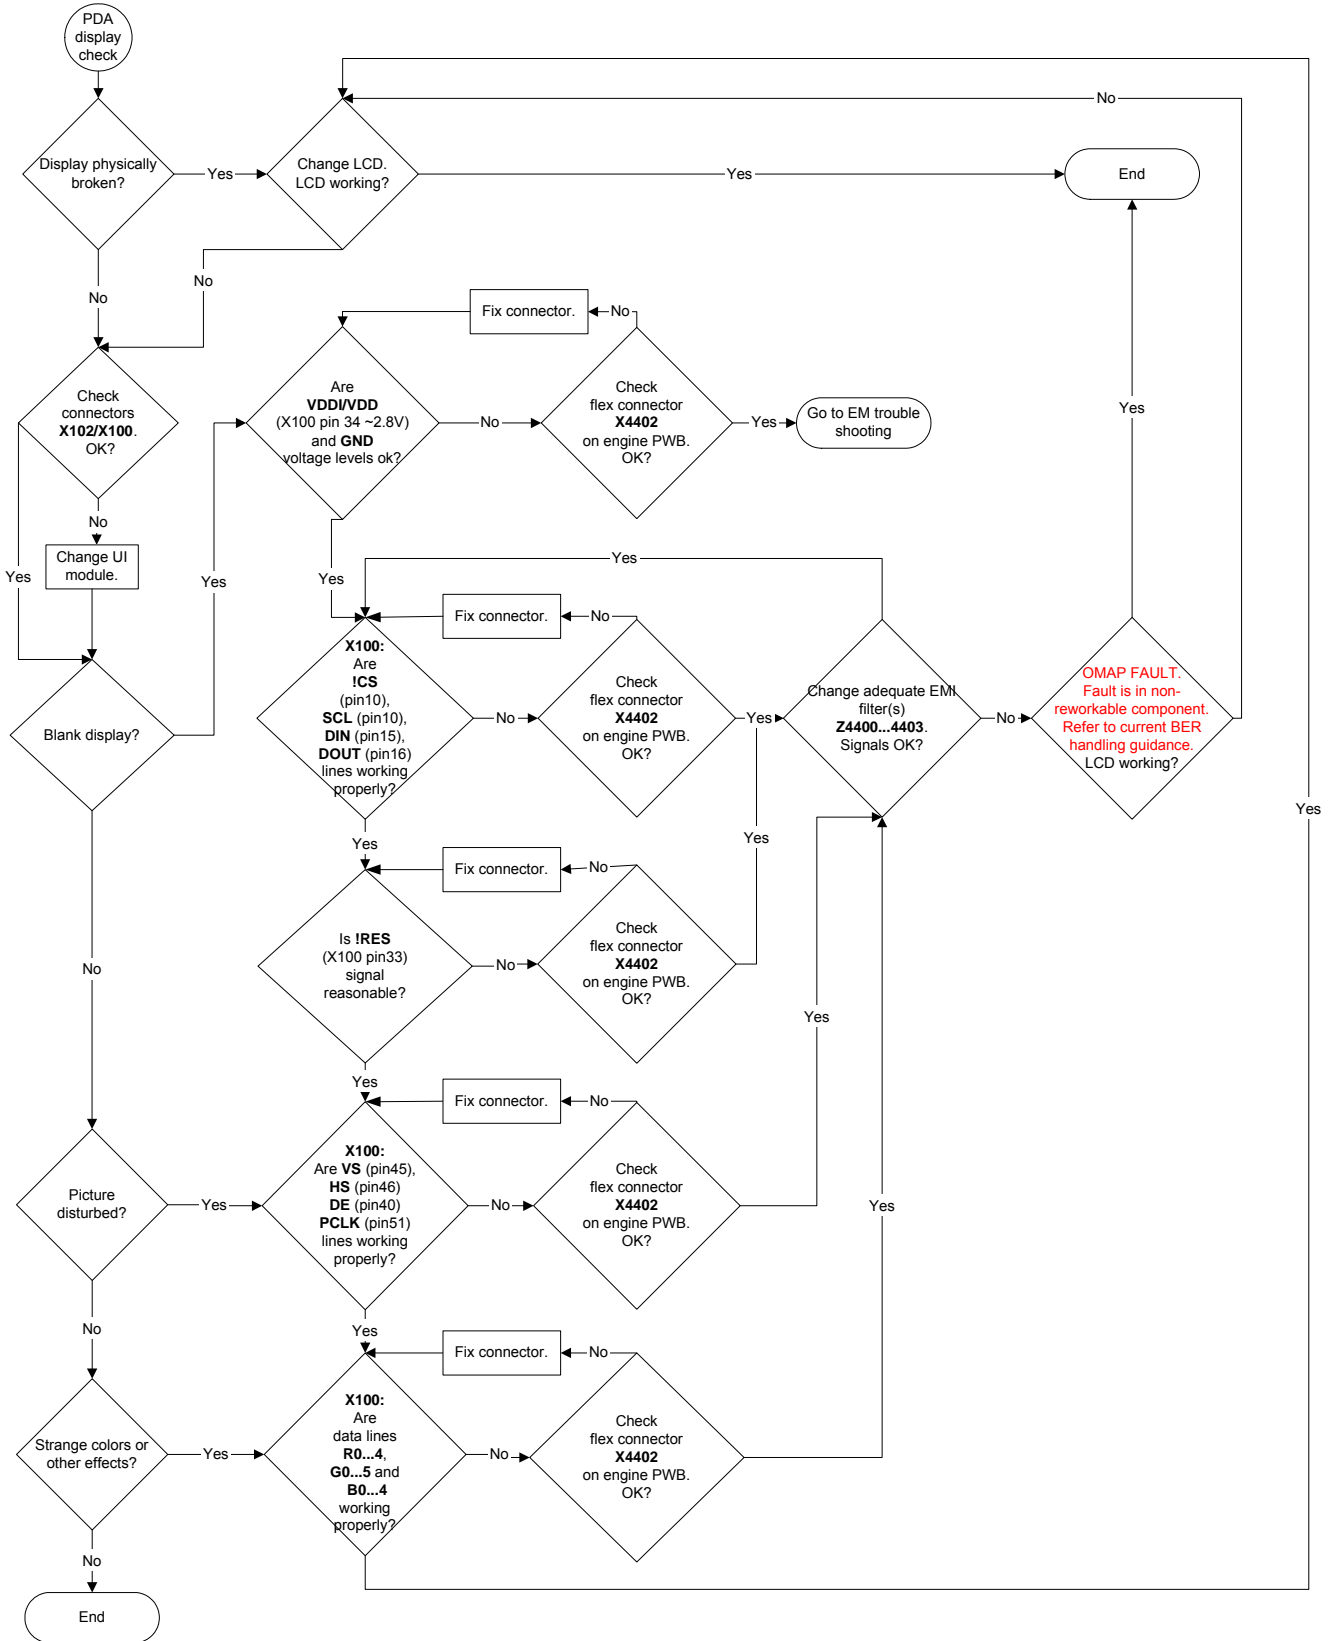 PDA
display
check
No
Display physically
broken?
Yes
Change LCD.
LCD working?
Yes
End
No
No
Fix connector.
No
Check
connectors
X102/X100.
OK?
Are
VDDI/VDD
(X100 pin 34 ~2.8V)
and GND
voltage levels ok?
No
Check
flex connector
X4402
on engine PWB.
OK?
Yes
Go to EM trouble
shooting
Yes
No
Change UI
module.
Yes
Yes
Yes
Yes
Fix connector.
No
X100:
Are
!CS
(pin10),
SCL (pin10),
DIN (pin15),
DOUT (pin16)
lines working
properly?
No
Check
flex connector
X4402
on engine PWB.
OK?
Yes
Change adequate EMI
filter(s)
Z4400...4403.
Signals OK?
No
OMAP FAULT.
Fault is in non-
reworkable component.
Refer to current BER
handling guidance.
LCD working?
Blank display?
Yes
Yes
Yes
Fix connector.
No
No
Is !RES
(X100 pin33)
signal
reasonable?
No
Check
flex connector
X4402
on engine PWB.
OK?
Yes
Yes
Fix connector.
No
Picture
disturbed?
Yes
X100:
Are VS (pin45),
HS (pin46)
DE (pin40)
PCLK (pin51)
lines working
properly?
No
Check
flex connector
X4402
on engine PWB.
OK?
Yes
No
Yes
Fix connector.
No
Strange colors or
other effects?
Yes
X100:
Are
data lines
R0...4,
G0...5 and
B0...4
working
properly?
No
Check
flex connector
X4402
on engine PWB.
OK?
No
End